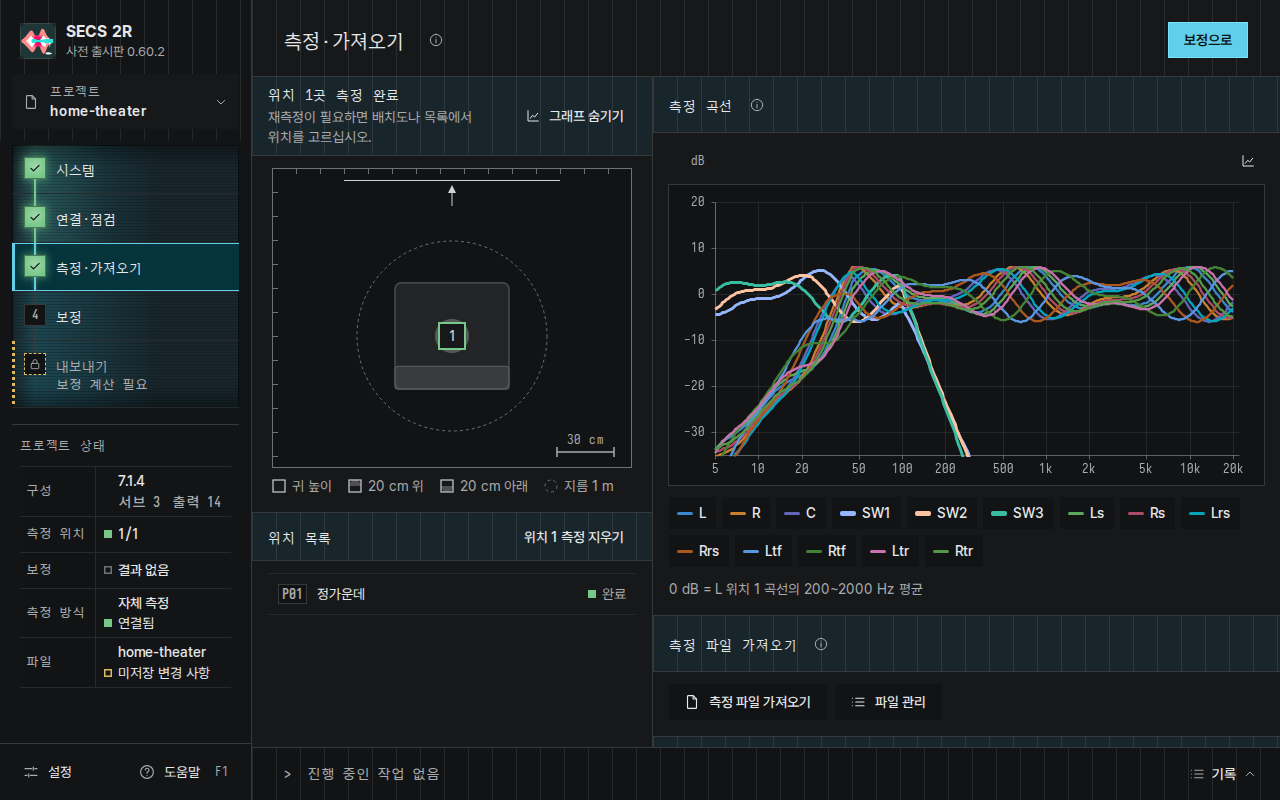 SECS 2R
사전 출시판 0.60.2
프로젝트
home-theater
시스템
연결·점검
측정·가져오기
4 보정
내보내기
보정 계산 필요
프로젝트 상태
구성
7.1.4
서브 3 출력 14
측정 위치 1/1
보정 결과 없음
측정 방식
자체 측정
연결됨
파일
home-theater
미저장 변경 사항
설정
도움말 F1
측정·가져오기
보정으로
위치 1곳 측정 완료
재측정이 필요하면 배치도나 목록에서
위치를 고르십시오.
그래프 숨기기
1
30 cm
귀 높이 20 cm 위 20 cm 아래 지름 1 m
위치 목록
위치 1 측정 지우기
P01 정가운데 완료
측정 곡선
dB
20
10
0
-10
-20
-30
5 10 20 50 100 200 500 1k 2k 5k 10k 20k
L R C SW1 SW2 SW3 Ls Rs Lrs
Rrs Ltf Rtf Ltr Rtr
0 dB = L 위치 1 곡선의 200~2000 Hz 평균
측정 파일 가져오기
측정 파일 가져오기
파일 관리
> 진행 중인 작업 없음
기록